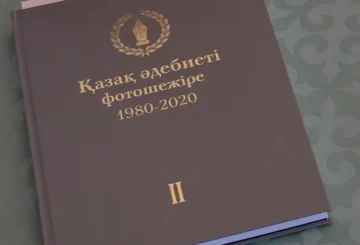 Қазақ әдебиеті
фотошежіре
1980-2020
II